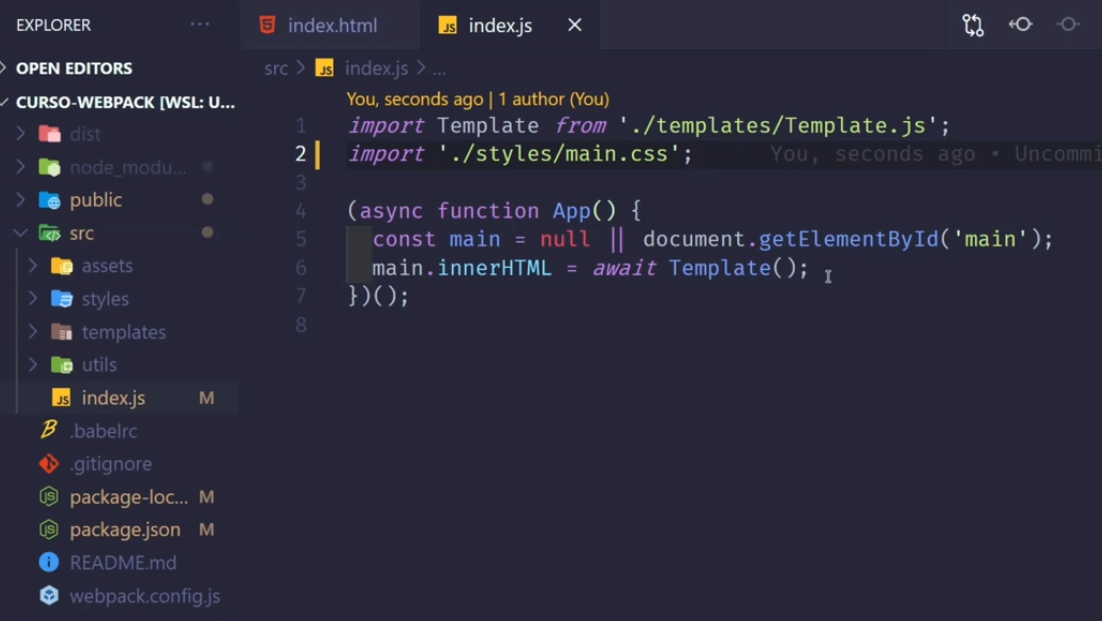 EXPLORER ...
index.html
index.js
OPEN EDITORS
CURSO-WEBPACK [WSL: U...
dist
node_modu...
public
src
assets
styles
templates
utils
index.js M
.babelrc
.gitignore
package-loc... M
package.json M
README.md
webpack.config.js
src > JS index.js > ...
You, seconds ago | 1 author (You)
1 import Template from './templates/Template.js';
2 import './styles/main.css'; You, seconds ago • Uncommi
3
4 (async function App() {
5 const main = null || document.getElementById('main');
6 main.innerHTML = await Template();
7 })();
8